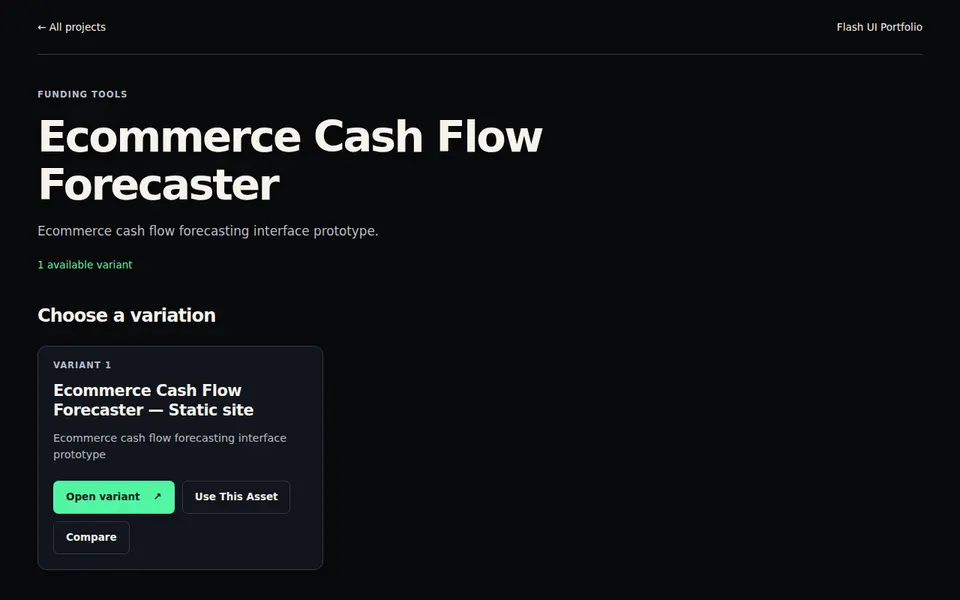 ← All projects
Flash UI Portfolio
FUNDING TOOLS
Ecommerce Cash Flow
Forecaster
Ecommerce cash flow forecasting interface prototype.
1 available variant
Choose a variation
VARIANT 1
Ecommerce Cash Flow
Forecaster — Static site
Ecommerce cash flow forecasting interface
prototype
Open variant ↗
Use This Asset
Compare